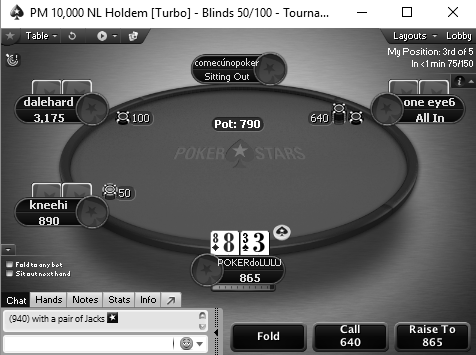 PM 10,000 NL Holdem [Turbo] - Blinds 50/100 - Tourna...
Table
Layouts
Lobby
My Position: 3rd of 5
In <1 min 75/150
comecúnopoker
Sitting Out
dalehard
3,175
one eye6
All In
100
Pot: 790
640
POKER STARS
50
kneehi
890
8 8 3 3
POKERdoLULU
865
Fold to any bet
Sit out next hand
Chat
Hands
Notes
Stats
Info
(940) with a pair of Jacks
Fold
Call
640
Raise To
865